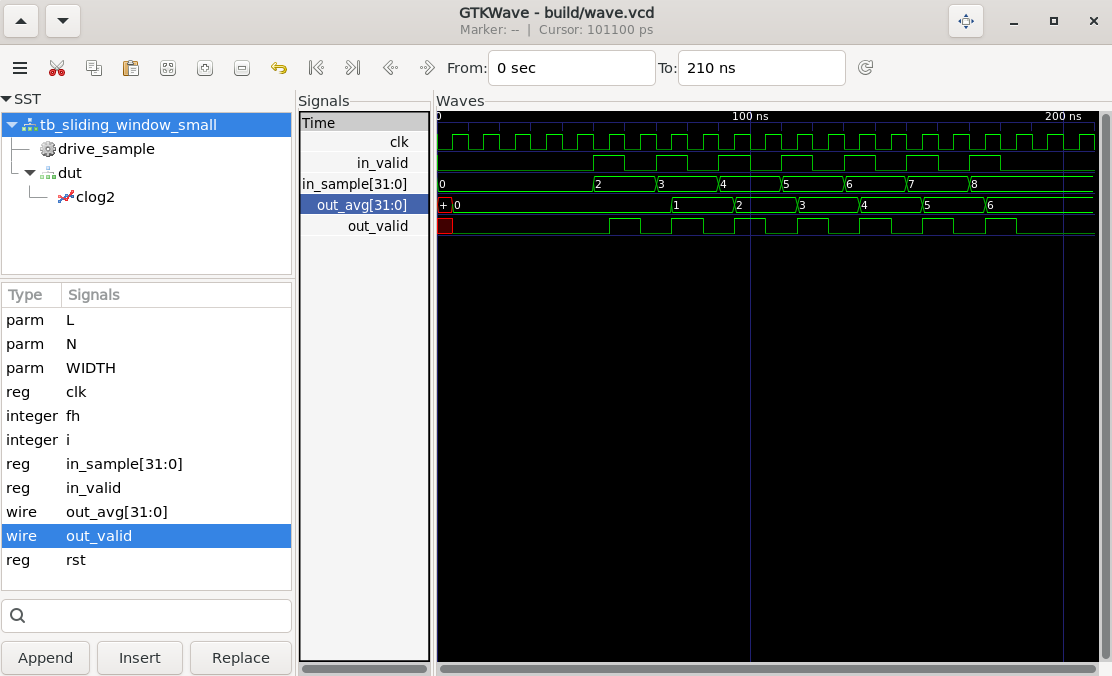 GTKWave - build/wave.vcd
Marker: -- | Cursor: 101100 ps
From: 0 sec To: 210 ns
SST
tb_sliding_window_small
drive_sample
dut
clog2
Type Signals
parm L
parm N
parm WIDTH
reg clk
integer fh
integer i
reg in_sample[31:0]
reg in_valid
wire out_avg[31:0]
wire out_valid
reg rst
Append Insert Replace
Signals
Time
clk
in_valid
in_sample[31:0]
out_avg[31:0]
out_valid
Waves
0 100 ns 200 ns
0 2 3 4 5 6 7 8
+ 0 1 2 3 4 5 6